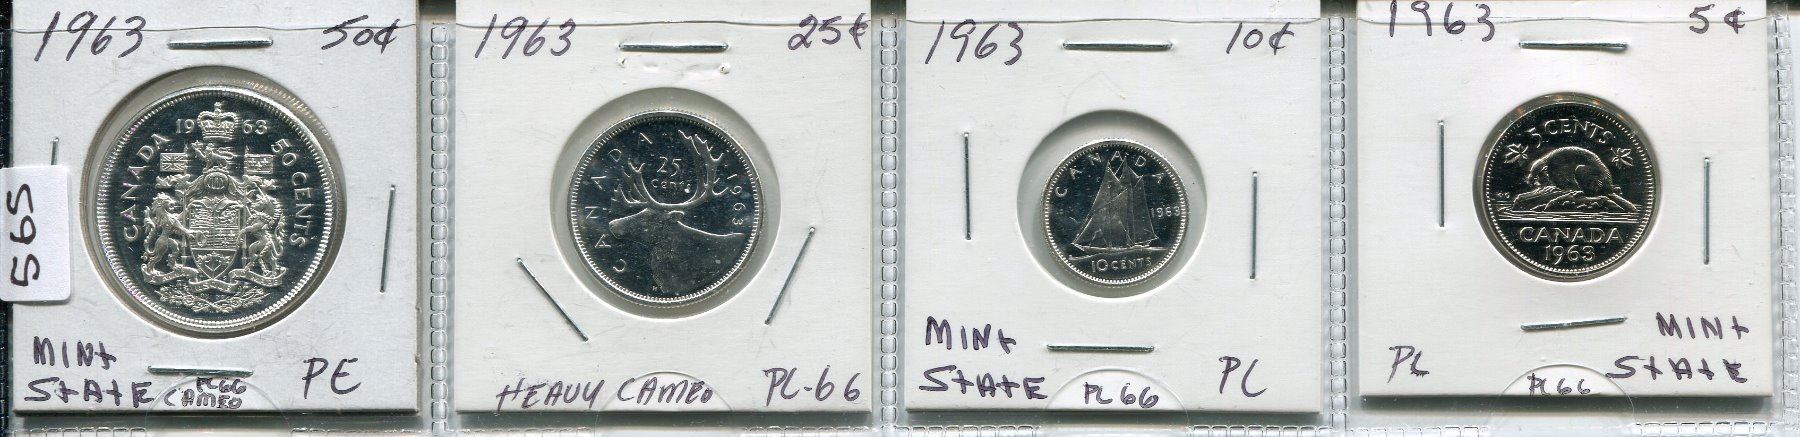 565
1963 50¢
CANADA 1963 50 CENTS
MINt
StAtE
PL66
CAMEO
PE
1963 25¢
CANADA 25 cents 1963
HEAVY CAMEO PL-66
1963 10¢
CANADA
1963
10 CENTS
MINt
StAtE
PL66
PL
1963 5¢
5 CENTS
CANADA
1963
MINt
PL
PL66
StAtE